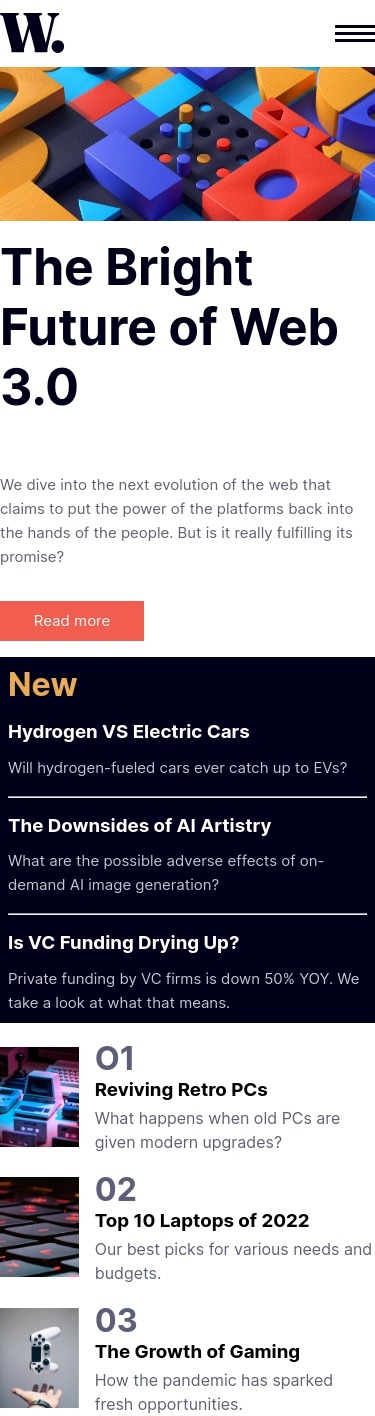 W.
The Bright
Future of Web
3.0
We dive into the next evolution of the web that
claims to put the power of the platforms back into
the hands of the people. But is it really fulfilling its
promise?
Read more
New
Hydrogen VS Electric Cars
Will hydrogen-fueled cars ever catch up to EVs?
The Downsides of AI Artistry
What are the possible adverse effects of on-
demand AI image generation?
Is VC Funding Drying Up?
Private funding by VC firms is down 50% YOY. We
take a look at what that means.
01
Reviving Retro PCs
What happens when old PCs are
given modern upgrades?
02
Top 10 Laptops of 2022
Our best picks for various needs and
budgets.
03
The Growth of Gaming
How the pandemic has sparked
fresh opportunities.